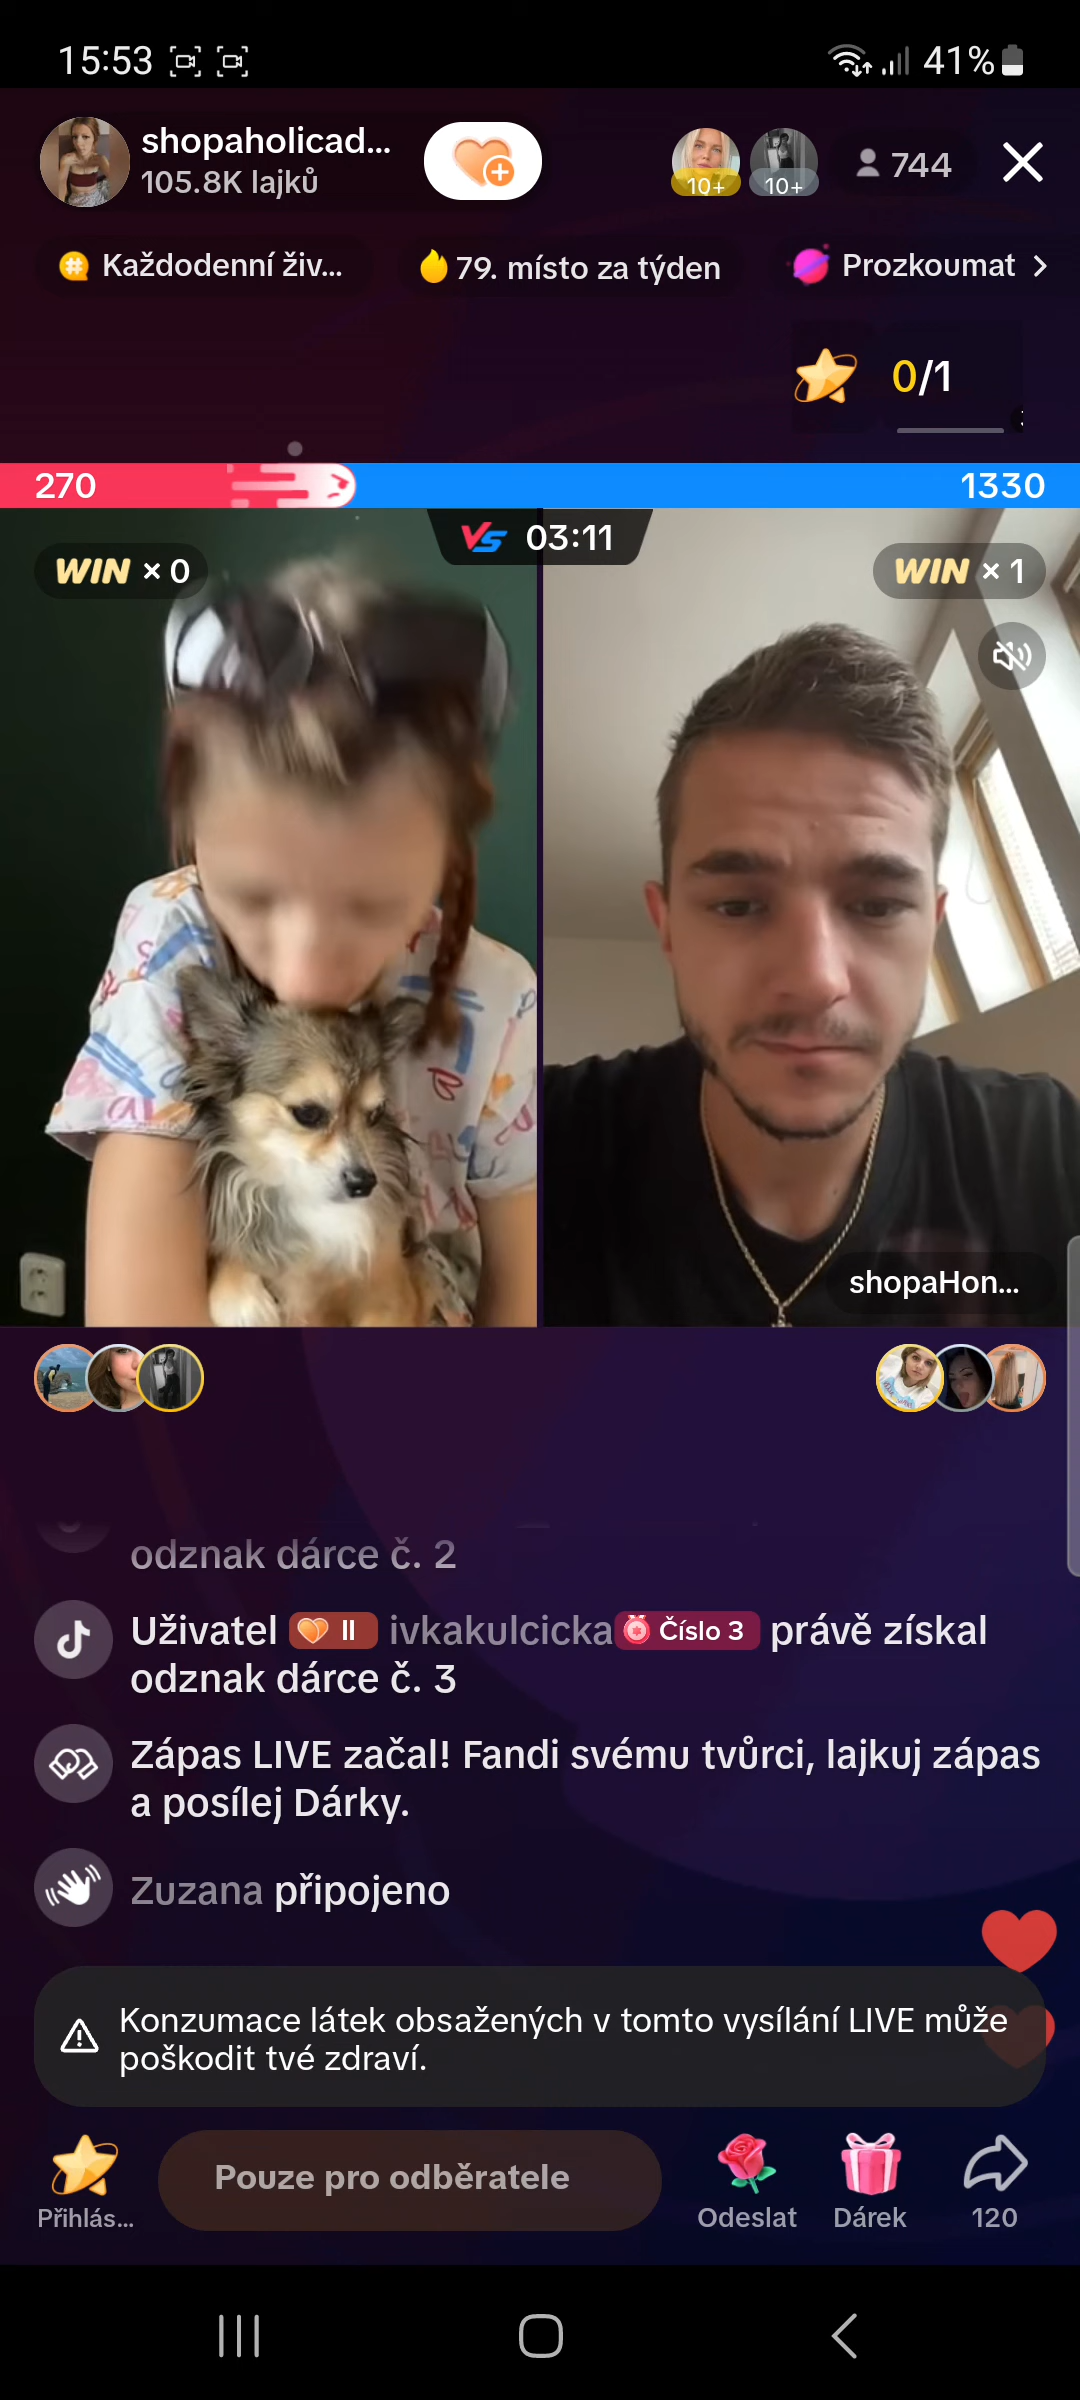 15:53
41%
shopaholicad...
105.8K lajků
10+
10+
744
Každodenní živ...
79. místo za týden
Prozkoumat
0/1
270
1330
VS 03:11
WIN × 0
WIN × 1
shopaHon...
odznak dárce č. 2
Uživatel II ivkakulcicka Číslo 3 právě získal
odznak dárce č. 3
Zápas LIVE začal! Fandi svému tvůrci, lajkuj zápas
a posílej Dárky.
Zuzana připojeno
Konzumace látek obsažených v tomto vysílání LIVE může
poškodit tvé zdraví.
Přihlás...
Pouze pro odběratele
Odeslat
Dárek
120